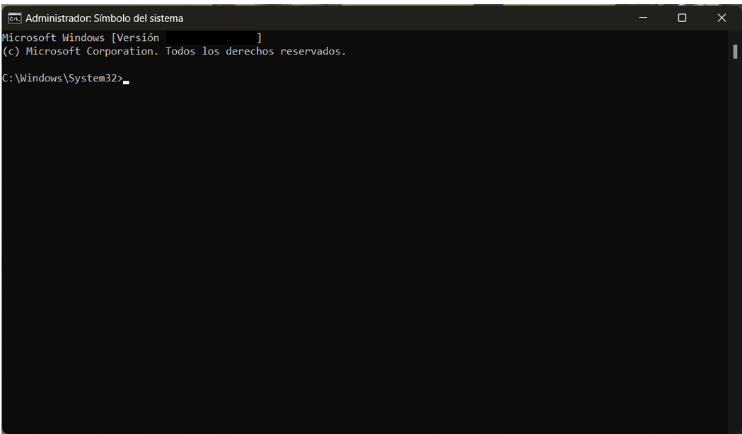 Administrador: Símbolo del sistema
Microsoft Windows [Versión ]
(c) Microsoft Corporation. Todos los derechos reservados.
C:\Windows\System32>